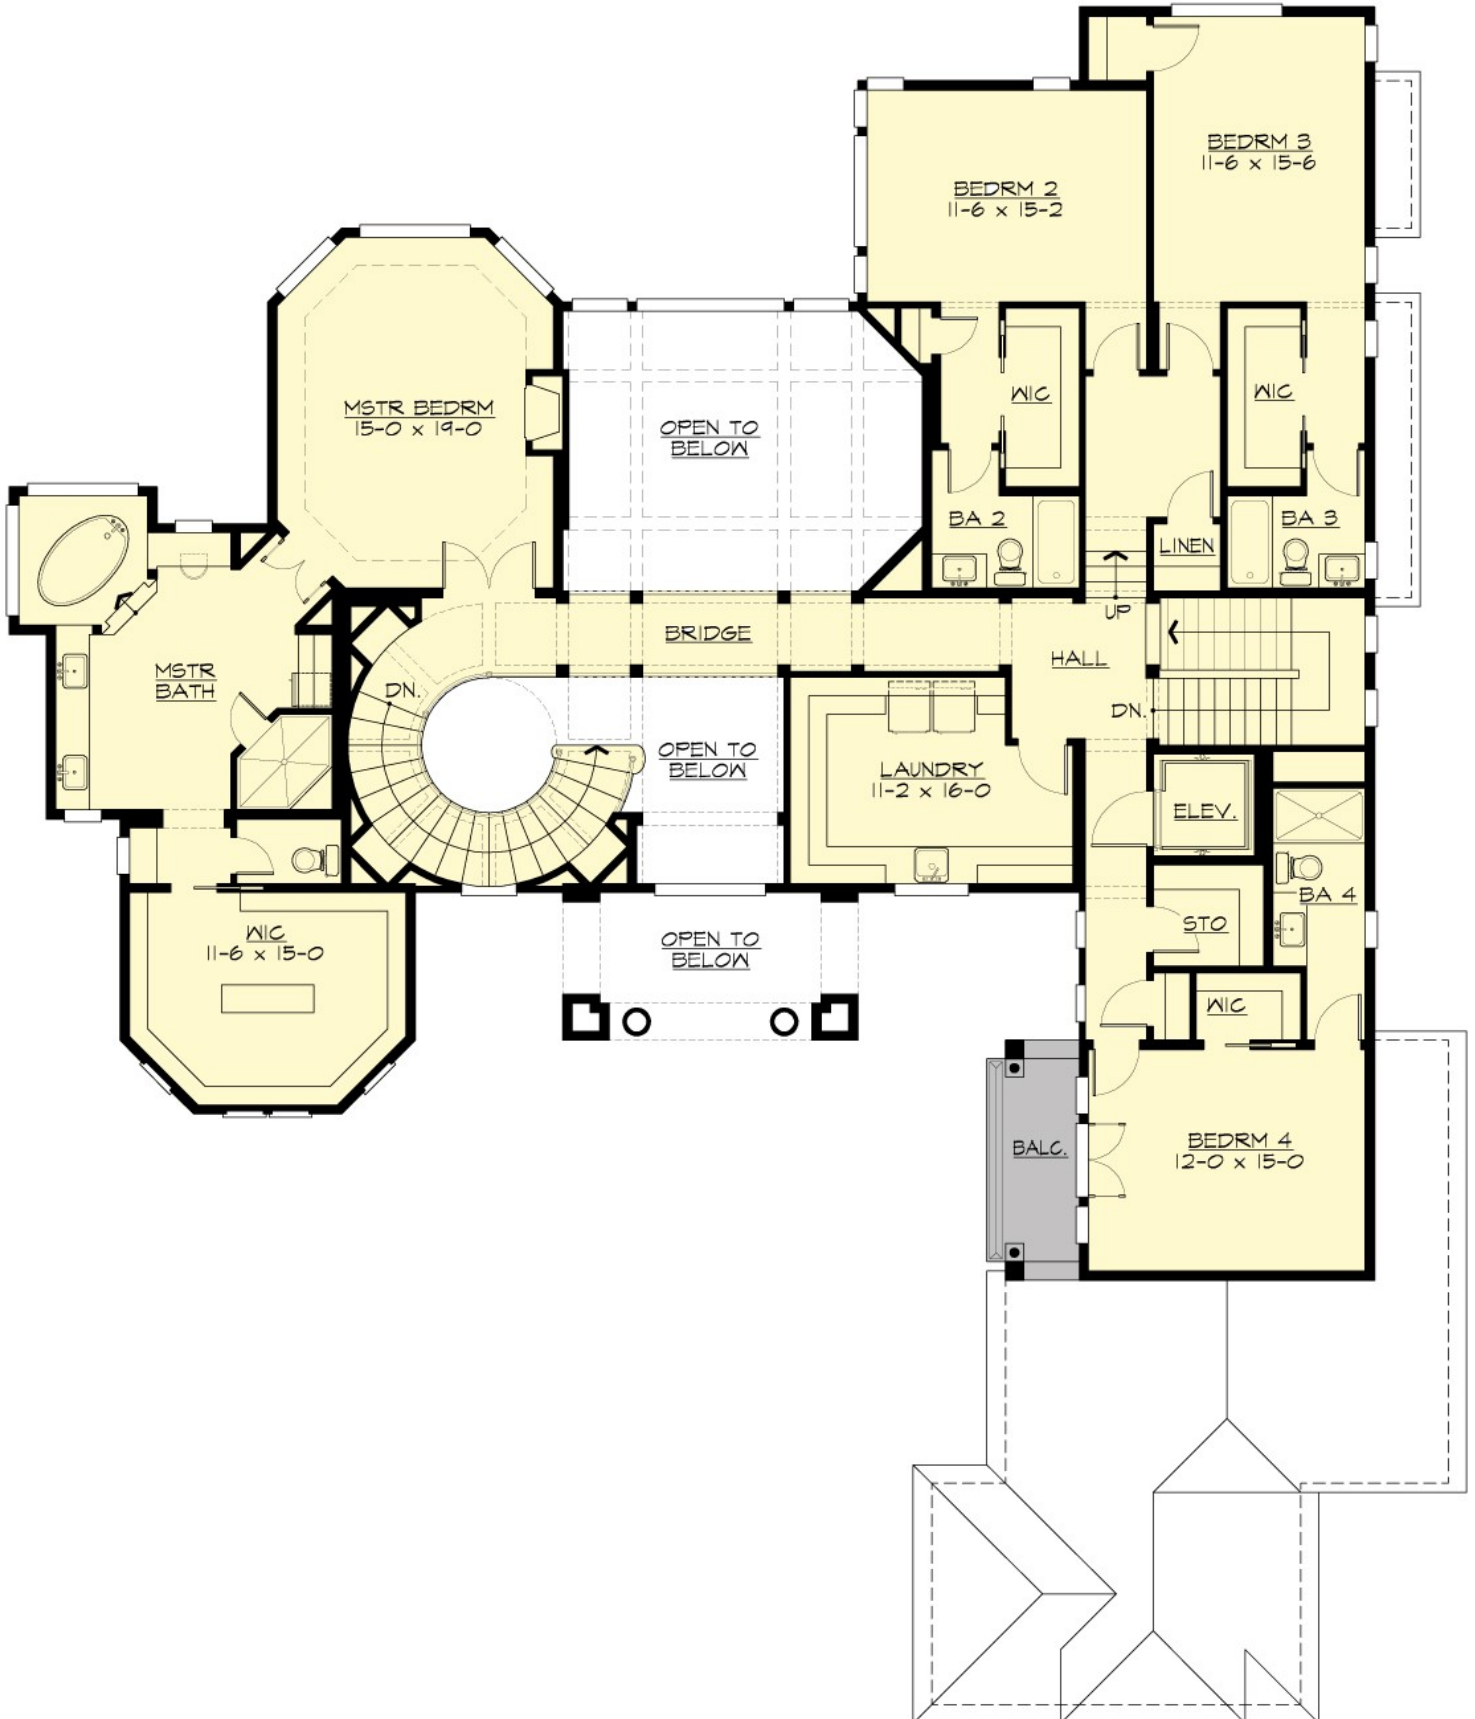 BEDRM 3
11-6 x 15-6
BEDRM 2
11-6 x 15-2
MSTR BEDRM
15-0 x 19-0
OPEN TO
BELOW
WIC
WIC
BA 2
LINEN
BA 3
UP
BRIDGE
HALL
MSTR
BATH
DN.
DN.
OPEN TO
BELOW
LAUNDRY
11-2 x 16-0
ELEV.
BA 4
STO
WIC
11-6 x 15-0
OPEN TO
BELOW
WIC
BALC.
BEDRM 4
12-0 x 15-0